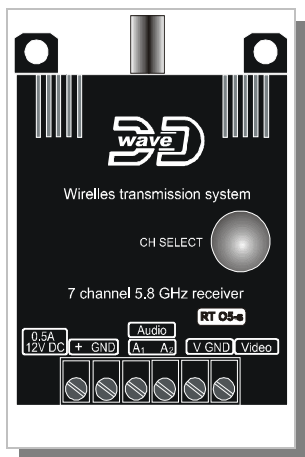 wave
DD
Wirelles transmission system
CH SELECT
7 channel 5.8 GHz receiver
RT 05-s
0.5A
12V DC
+ GND
Audio
A1 A2
V GND
Video